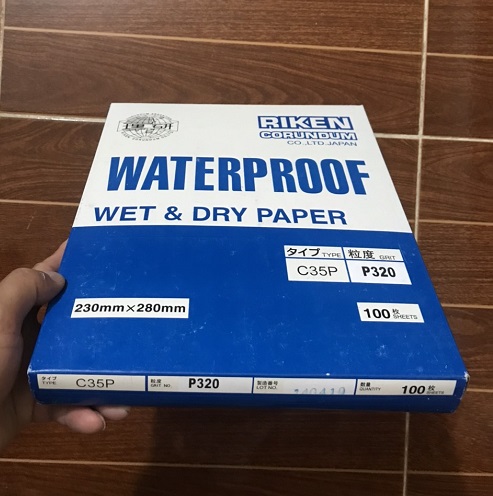 理研
RIKEN
CORUNDUM
CO.,LTD.JAPAN
WATERPROOF
WET & DRY PAPER
タイプ TYPE 粒度 GRIT
C35P P320
230mm×280mm
100枚 SHEETS
タイプ TYPE C35P 粒度 GRIT. NO. P320 製造番号 LOT NO. 数量 QUANTITY 100枚 SHEETS